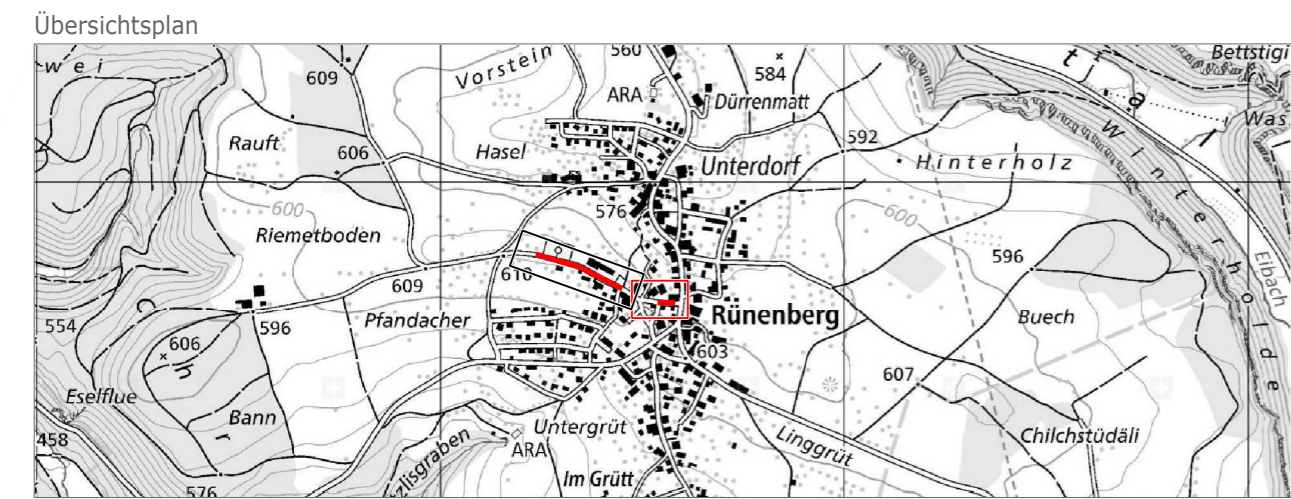 Übersichtsplan
w e i
609
Vorstein
560
ARA
584
Bettstigi
Dürrenmatt
t a l
Was
Rauft
606
Hasel
592
Unterdorf
Hinterholz
Winterholde
576
600
600
Riemetboden
596
Eibach
610
609
554
596
Pfandacher
Rünenberg
Buech
606
603
607
Eselflue
Bann
458
Untergrüt
ARA
Linggrüt
Chilchstüdäli
zlisgraben
Im Grütt
576